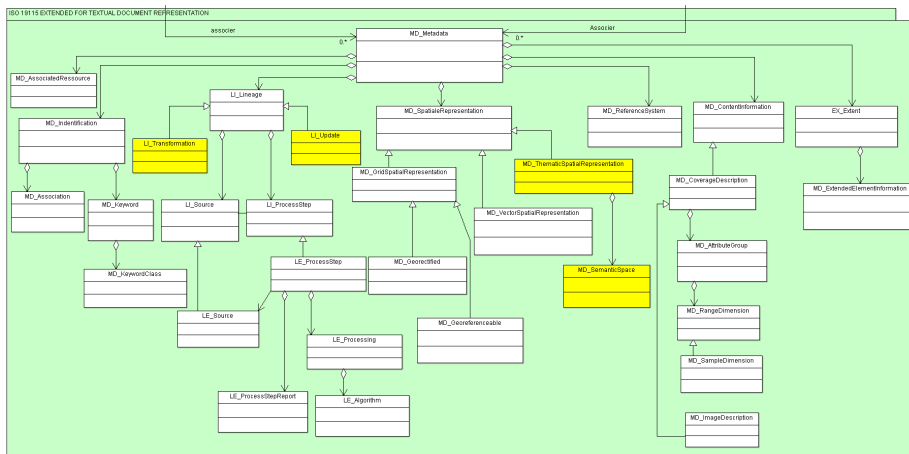 ISO 19115 EXTENDED FOR TEXTUAL DOCUMENT REPRESENTATION
associer
Associer
0.*
0.*
MD_Metadata
MD_AssociatedRessource
LI_Lineage
MD_SpatialeRepresentation
MD_ReferenceSystem
MD_ContentInformation
EX_Extent
MD_Indentification
LI_Transformation
LI_Update
MD_ThematicSpatialRepresentation
MD_GridSpatialRepresentation
MD_CoverageDescription
MD_ExtendedElementInformation
MD_Association
MD_Keyword
LI_Source
LI_ProcessStep
MD_VectorSpatialRepresentation
MD_AttributeGroup
MD_KeywordClass
LE_ProcessStep
MD_Georectified
MD_SemanticSpace
LE_Source
MD_Georeferenceable
MD_RangeDimension
LE_Processing
MD_SampleDimension
LE_ProcessStepReport
LE_Algorithm
MD_ImageDescription